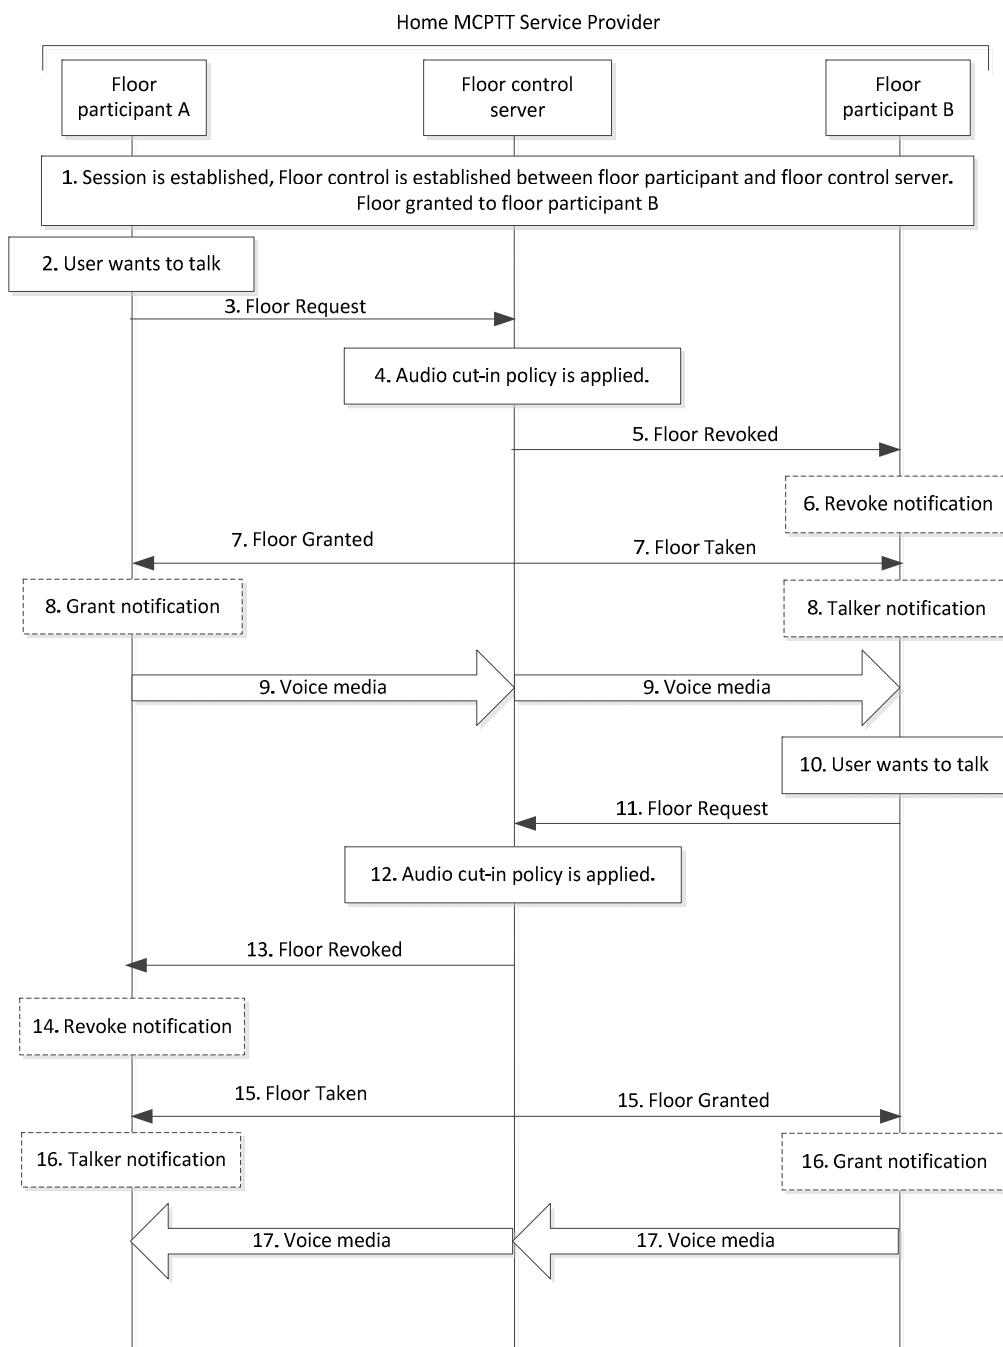 Home MCPTT Service Provider
Floor
participant A
Floor control
server
Floor
participant B
1. Session is established, Floor control is established between floor participant and floor control server.
Floor granted to floor participant B
2. User wants to talk
3. Floor Request
4. Audio cut-in policy is applied.
5. Floor Revoked
6. Revoke notification
7. Floor Granted
7. Floor Taken
8. Grant notification
8. Talker notification
9. Voice media
9. Voice media
10. User wants to talk
11. Floor Request
12. Audio cut-in policy is applied.
13. Floor Revoked
14. Revoke notification
15. Floor Taken
15. Floor Granted
16. Talker notification
16. Grant notification
17. Voice media
17. Voice media